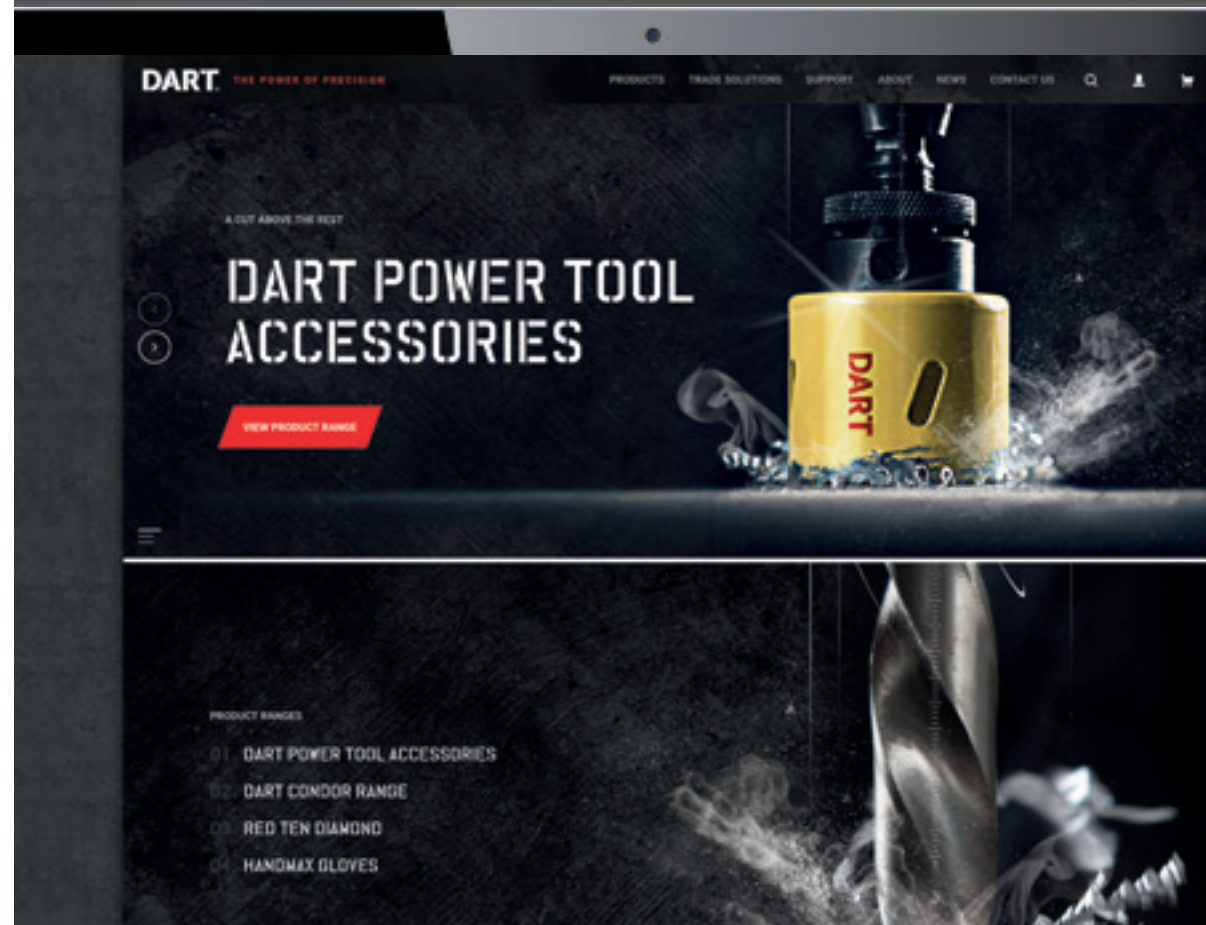 DART THE POWER OF PRECISION
PRODUCTS TRADE SOLUTIONS SUPPORT ABOUT NEWS CONTACT US
A CUT ABOVE THE REST
DART POWER TOOL
ACCESSORIES
VIEW PRODUCT RANGE
DART
PRODUCT RANGES
01. DART POWER TOOL ACCESSORIES
02. DART CONDOR RANGE
03. RED TEN DIAMOND
04. HANDMAX GLOVES